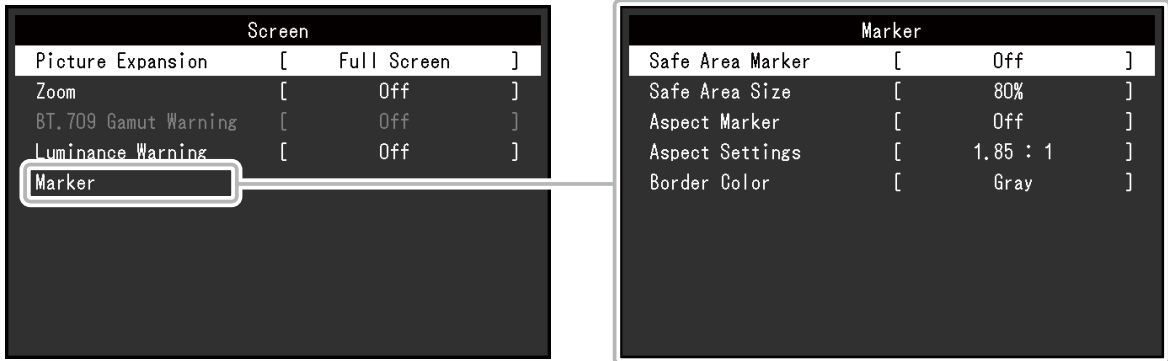 Screen
Picture Expansion [ Full Screen ]
Zoom [ Off ]
BT.709 Gamut Warning [ Off ]
Luminance Warning [ Off ]
Marker
Marker
Safe Area Marker [ Off ]
Safe Area Size [ 80% ]
Aspect Marker [ Off ]
Aspect Settings [ 1.85 : 1 ]
Border Color [ Gray ]